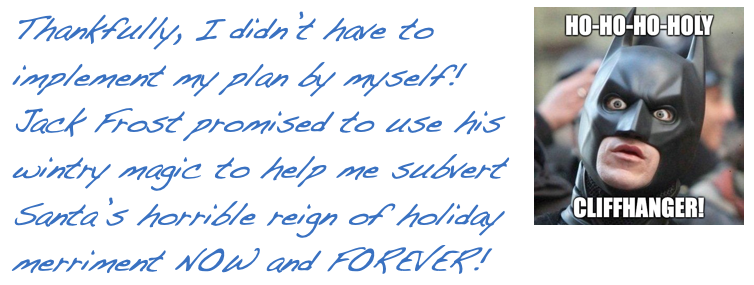 Thankfully, I didn't have to
implement my plan by myself!
Jack Frost promised to use his
wintry magic to help me subvert
Santa's horrible reign of holiday
merriment NOW and FOREVER!
HO-HO-HO-HOLY
CLIFFHANGER!